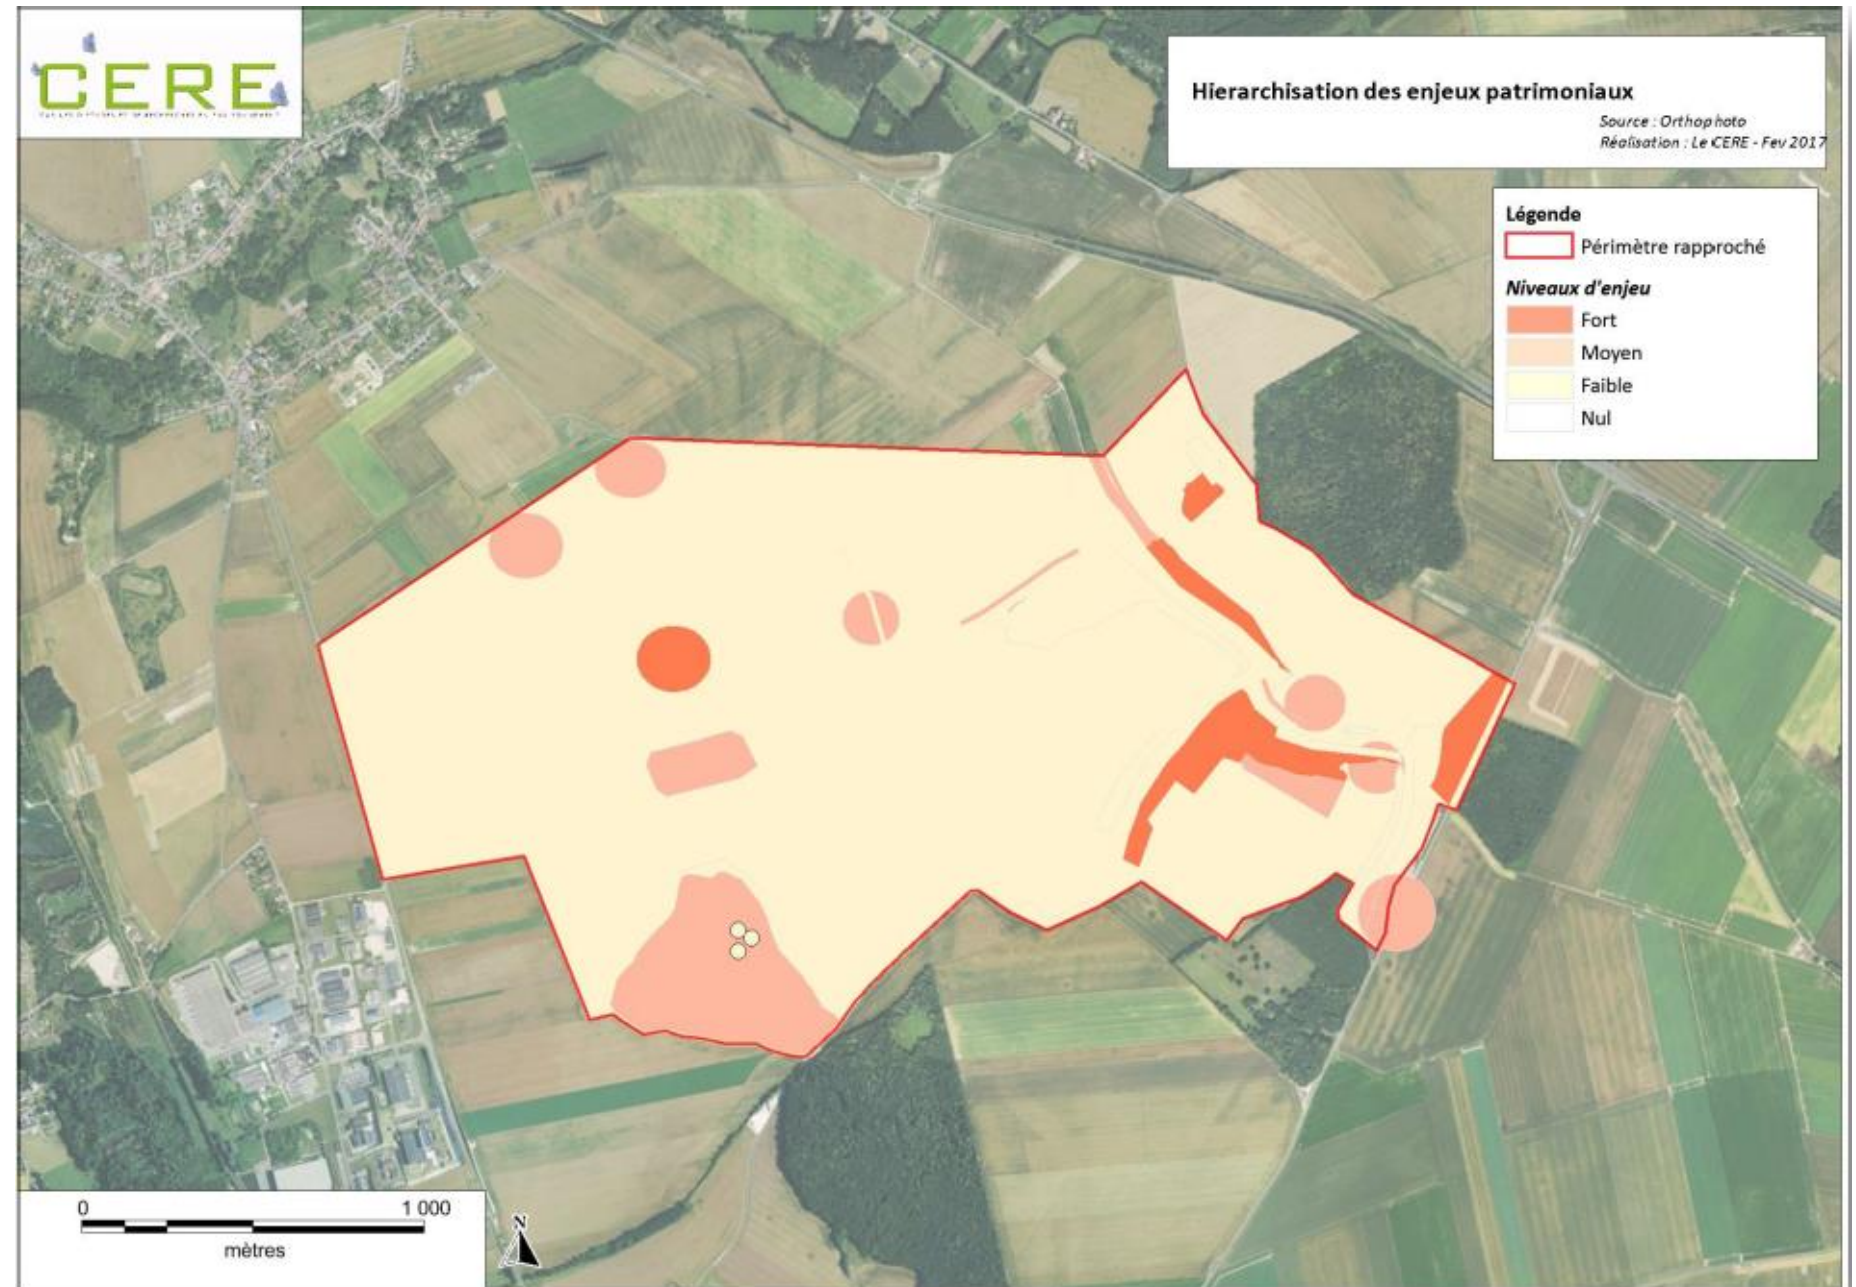 CERE
Hierarchisation des enjeux patrimoniaux
Source : Orthophoto
Réalisation : Le CERE - Fev 2017
Légende
Périmètre rapproché
Niveaux d'enjeu
Fort
Moyen
Faible
Nul
0 1 000
mètres
N